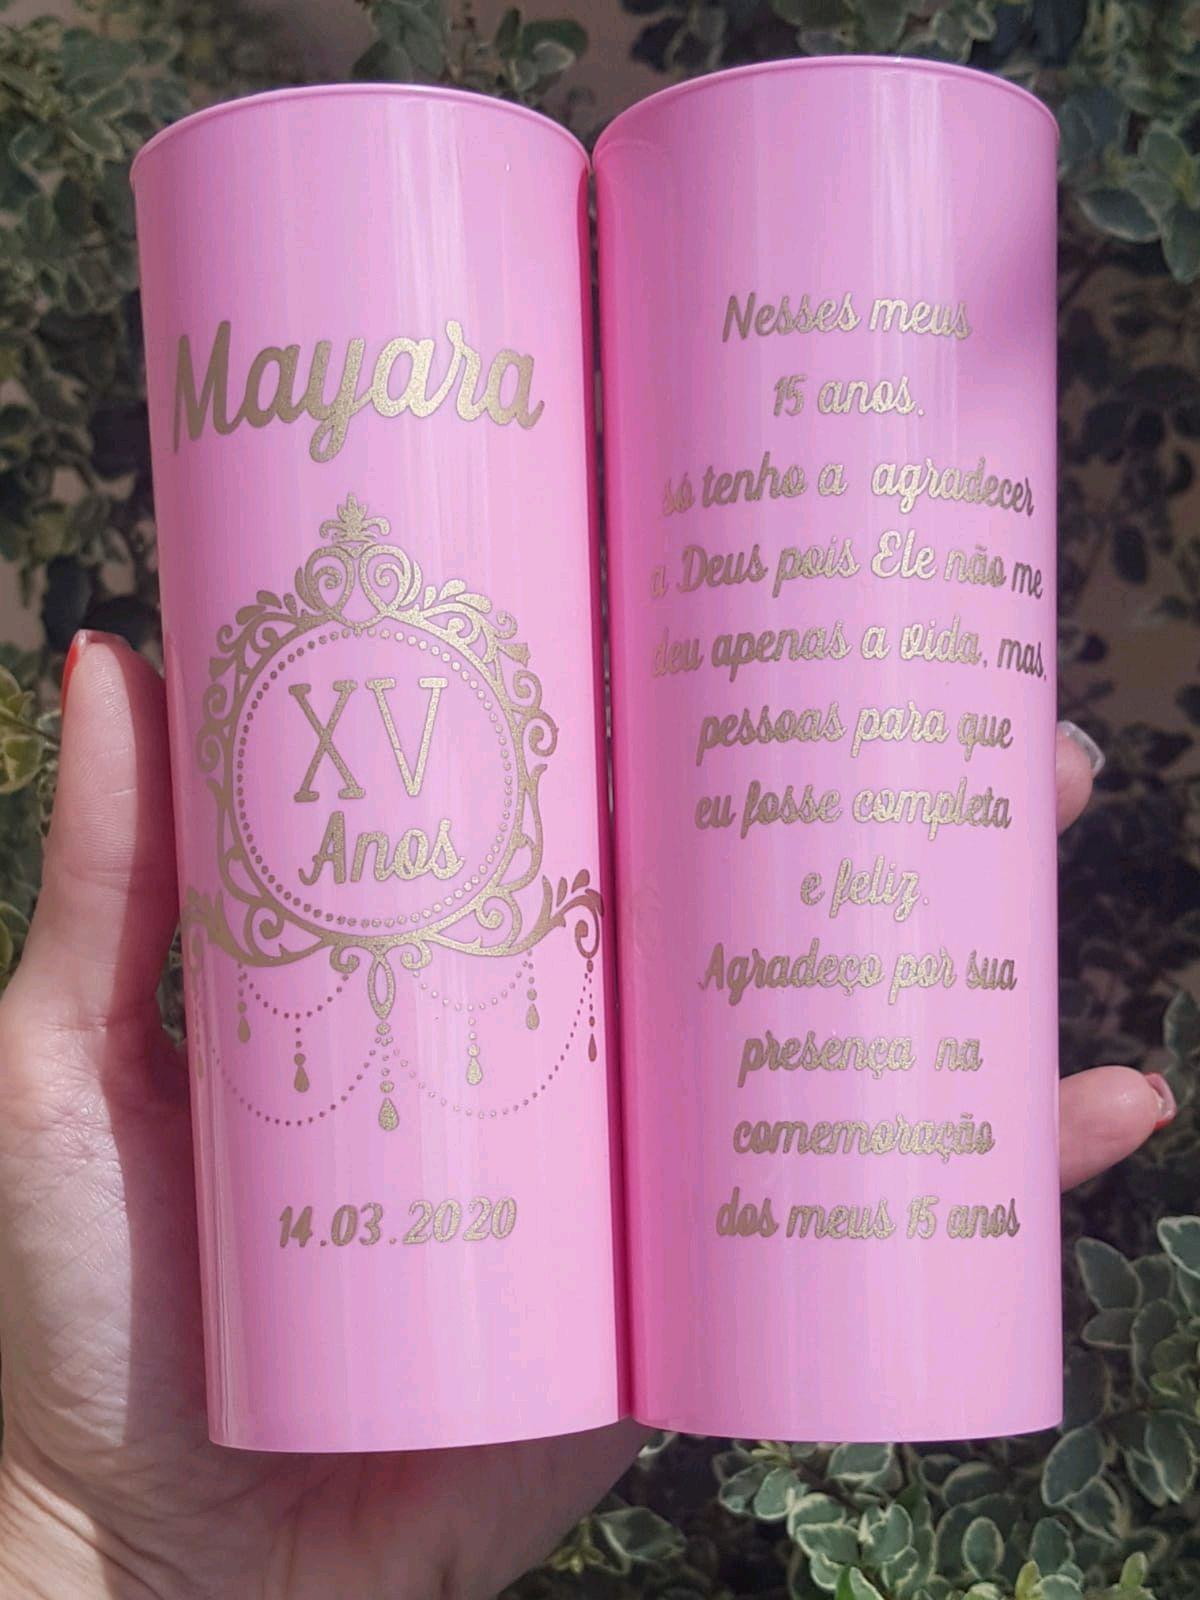 Mayara
XV
Anos
14.03.2020
Nesses meus
15 anos.
só tenho a agradecer
a Deus pois Ele não me
deu apenas a vida, mas,
pessoas para que
eu fosse completa
e feliz.
Agradeço por sua
presença na
comemoração
dos meus 15 anos